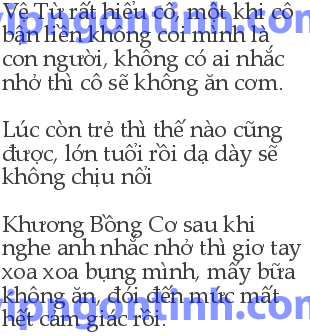 Vệ Từ rất hiểu cô, một khi cô
bận liền không coi mình là
con người, không có ai nhắc
nhở thì cô sẽ không ăn cơm.
Lúc còn trẻ thì thế nào cũng
được, lớn tuổi rồi dạ dày sẽ
không chịu nổi
Khương Bồng Cơ sau khi
nghe anh nhắc nhở thì giơ tay
xoa xoa bụng mình, mấy bữa
không ăn, đói đến mức mất
hết cảm giác rồi.